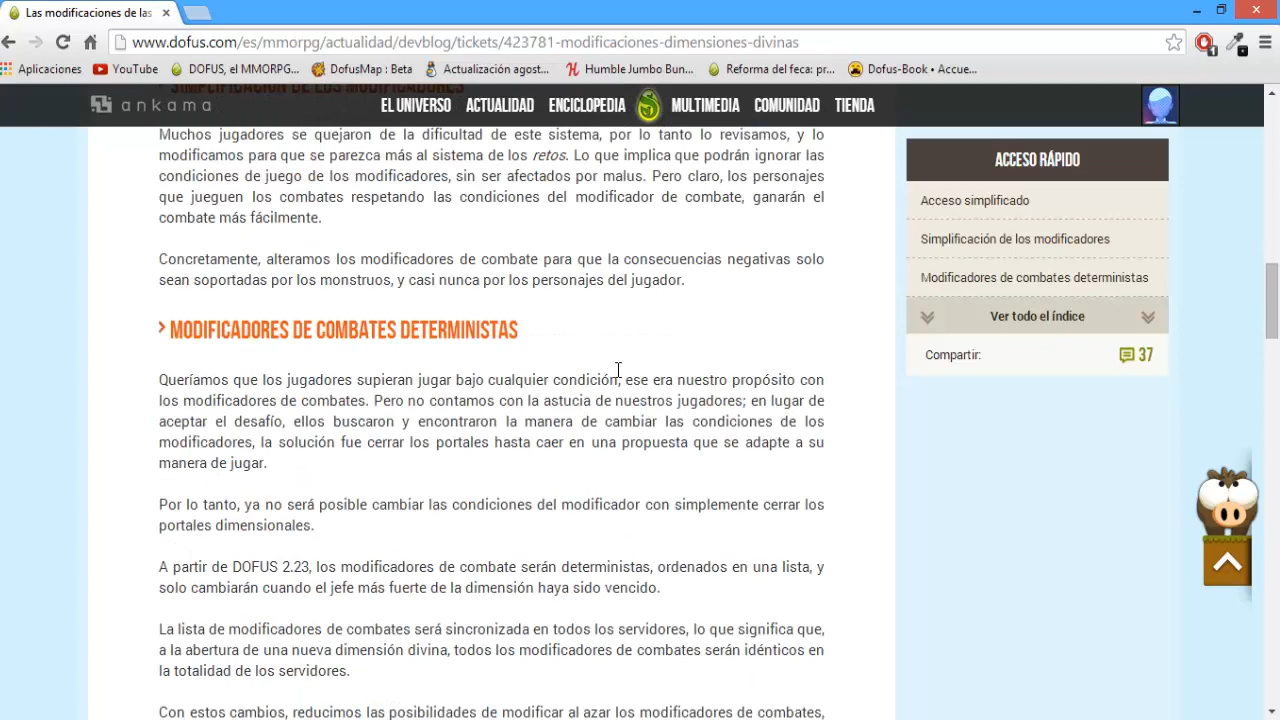 Las modificaciones de las
www.dofus.com/es/mmorpg/actualidad/devblog/tickets/423781-modificaciones-dimensiones-divinas
1
Aplicaciones YouTube DOFUS, el MMORPG... DofusMap : Beta Actualización agost... Humble Jumbo Bun... Reforma del feca: pr... Dofus-Book • Accue...
SIMPLIFICACIÓN DE LOS MODIFICADORES
ankama EL UNIVERSO ACTUALIDAD ENCICLOPEDIA MULTIMEDIA COMUNIDAD TIENDA
Muchos jugadores se quejaron de la dificultad de este sistema, por lo tanto lo revisamos, y lo
modificamos para que se parezca más al sistema de los retos. Lo que implica que podrán ignorar las
condiciones de juego de los modificadores, sin ser afectados por malus. Pero claro, los personajes
que jueguen los combates respetando las condiciones del modificador de combate, ganarán el
combate más fácilmente.
Concretamente, alteramos los modificadores de combate para que la consecuencias negativas solo
sean soportadas por los monstruos, y casi nunca por los personajes del jugador.
MODIFICADORES DE COMBATES DETERMINISTAS
Queríamos que los jugadores supieran jugar bajo cualquier condición, ese era nuestro propósito con
los modificadores de combates. Pero no contamos con la astucia de nuestros jugadores; en lugar de
aceptar el desafío, ellos buscaron y encontraron la manera de cambiar las condiciones de los
modificadores, la solución fue cerrar los portales hasta caer en una propuesta que se adapte a su
manera de jugar.
Por lo tanto, ya no será posible cambiar las condiciones del modificador con simplemente cerrar los
portales dimensionales.
A partir de DOFUS 2.23, los modificadores de combate serán deterministas, ordenados en una lista, y
solo cambiarán cuando el jefe más fuerte de la dimensión haya sido vencido.
La lista de modificadores de combates será sincronizada en todos los servidores, lo que significa que,
a la abertura de una nueva dimensión divina, todos los modificadores de combates serán idénticos en
la totalidad de los servidores.
Con estos cambios, reducimos las posibilidades de modificar al azar los modificadores de combates,
ACCESO RÁPIDO
Acceso simplificado
Simplificación de los modificadores
Modificadores de combates deterministas
Ver todo el índice
Compartir: 37